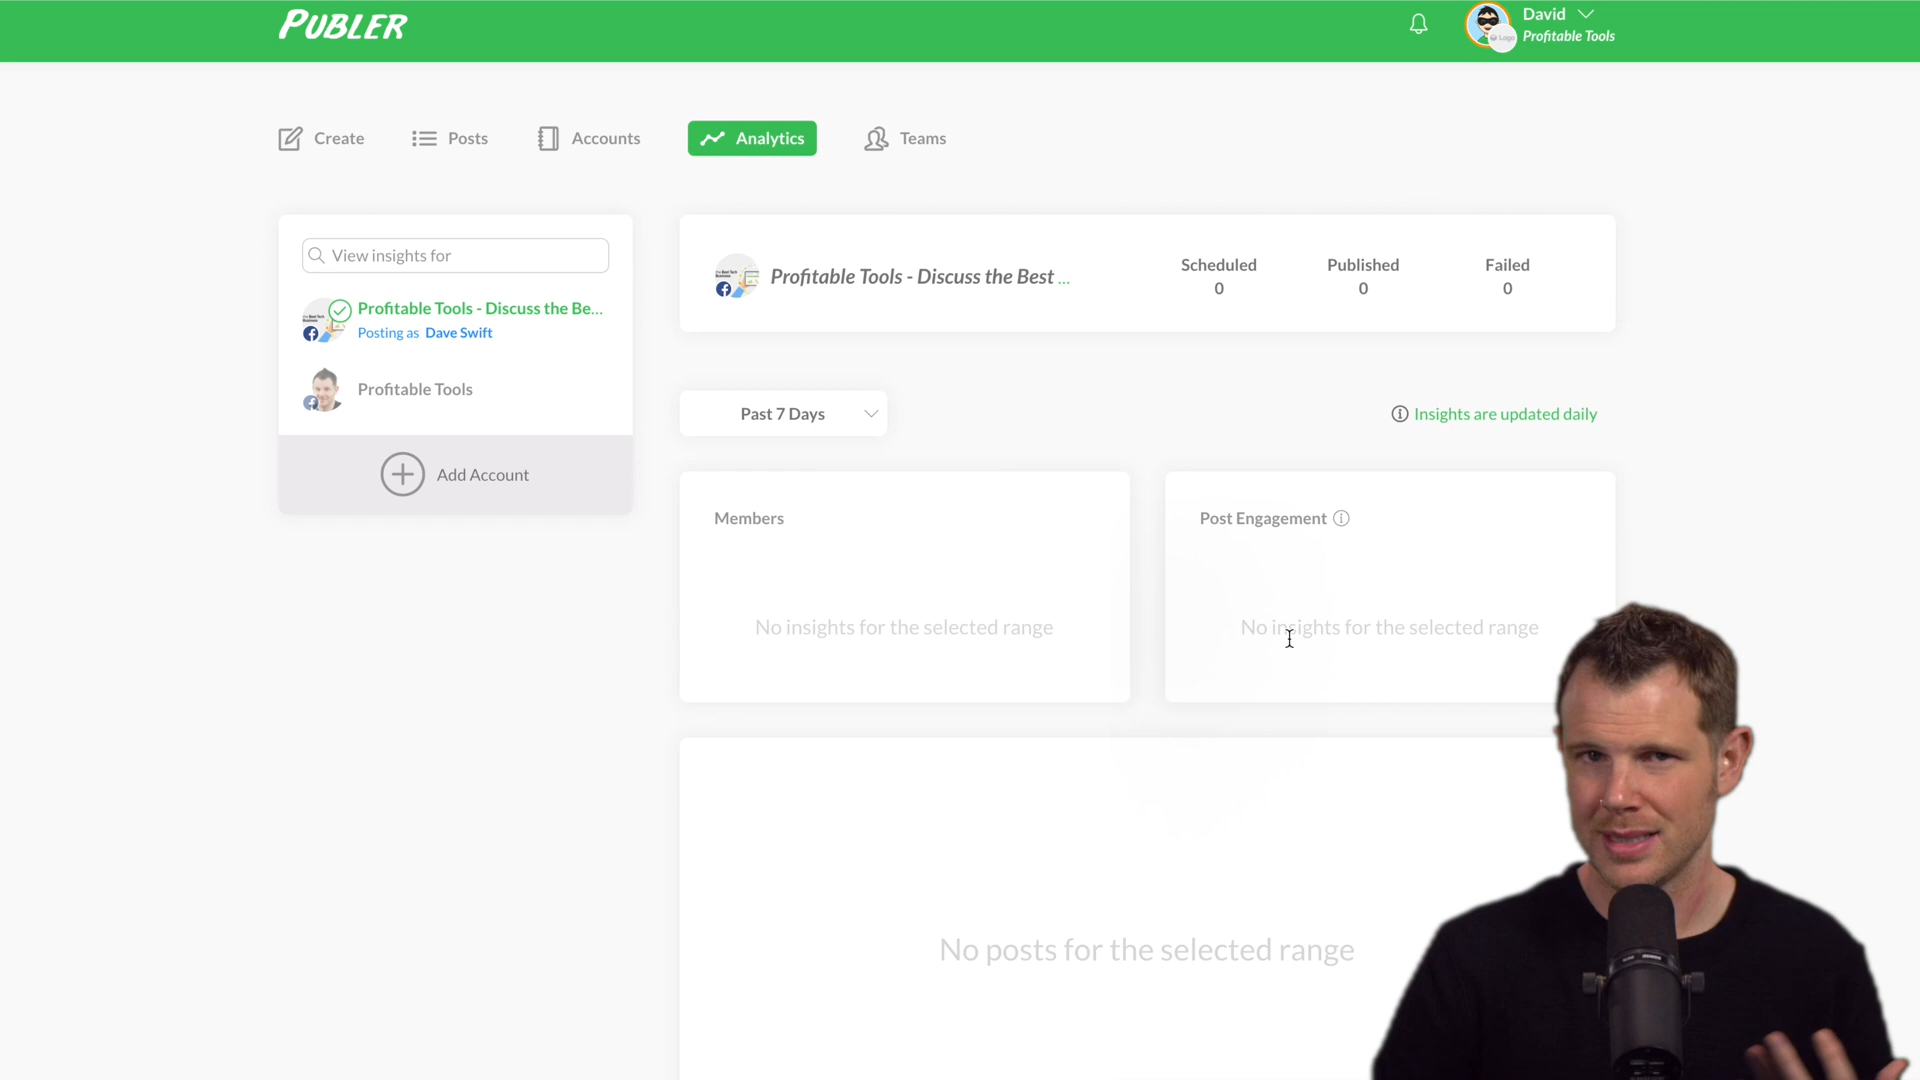 PUBLER
David
Profitable Tools
Create
Posts
Accounts
Analytics
Teams
View insights for
Profitable Tools - Discuss the Be...
Posting as Dave Swift
Profitable Tools
Add Account
Profitable Tools - Discuss the Best ...
Scheduled
0
Published
0
Failed
0
Past 7 Days
Insights are updated daily
Members
No insights for the selected range
Post Engagement
No insights for the selected range
No posts for the selected range